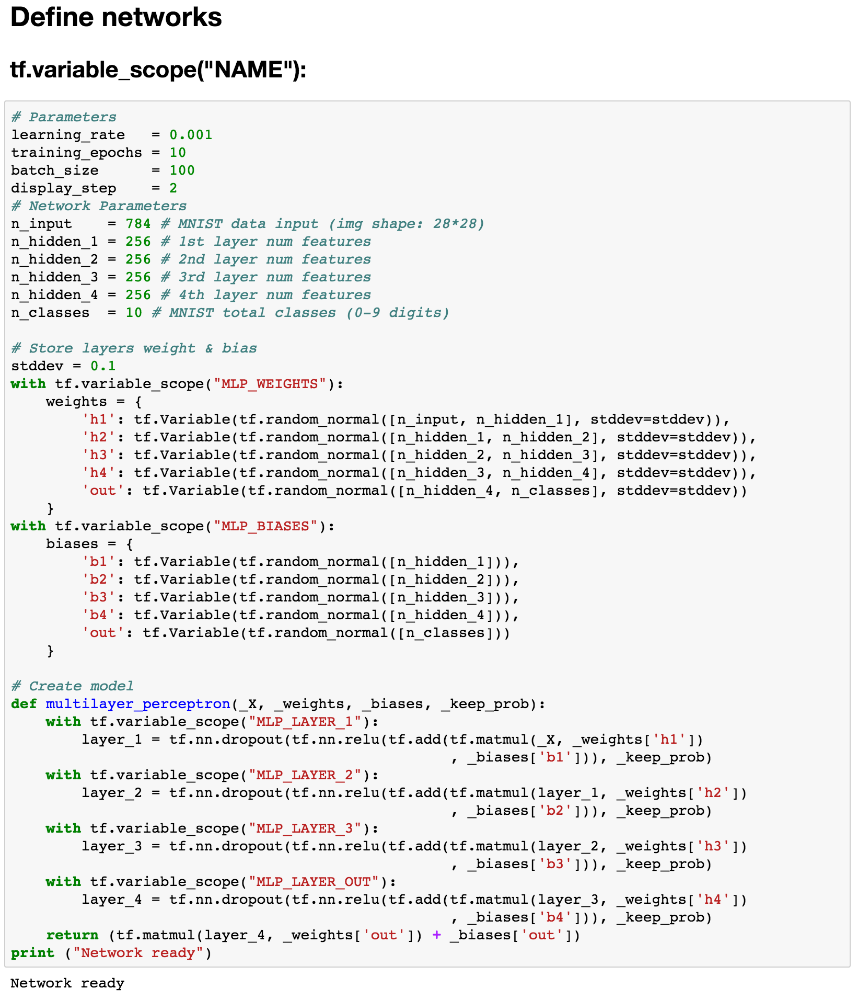 Define networks
tf.variable_scope("NAME"):
# Parameters
learning_rate   = 0.001
training_epochs = 10
batch_size      = 100
display_step    = 2
# Network Parameters
n_input    = 784 # MNIST data input (img shape: 28*28)
n_hidden_1 = 256 # 1st layer num features
n_hidden_2 = 256 # 2nd layer num features
n_hidden_3 = 256 # 3rd layer num features
n_hidden_4 = 256 # 4th layer num features
n_classes  = 10 # MNIST total classes (0-9 digits)

# Store layers weight & bias
stddev = 0.1
with tf.variable_scope("MLP_WEIGHTS"):
    weights = {
        'h1': tf.Variable(tf.random_normal([n_input, n_hidden_1], stddev=stddev)),
        'h2': tf.Variable(tf.random_normal([n_hidden_1, n_hidden_2], stddev=stddev)),
        'h3': tf.Variable(tf.random_normal([n_hidden_2, n_hidden_3], stddev=stddev)),
        'h4': tf.Variable(tf.random_normal([n_hidden_3, n_hidden_4], stddev=stddev)),
        'out': tf.Variable(tf.random_normal([n_hidden_4, n_classes], stddev=stddev))
    }
with tf.variable_scope("MLP_BIASES"):
    biases = {
        'b1': tf.Variable(tf.random_normal([n_hidden_1])),
        'b2': tf.Variable(tf.random_normal([n_hidden_2])),
        'b3': tf.Variable(tf.random_normal([n_hidden_3])),
        'b4': tf.Variable(tf.random_normal([n_hidden_4])),
        'out': tf.Variable(tf.random_normal([n_classes]))
    }

# Create model
def multilayer_perceptron(_X, _weights, _biases, _keep_prob):
    with tf.variable_scope("MLP_LAYER_1"):
        layer_1 = tf.nn.dropout(tf.nn.relu(tf.add(tf.matmul(_X, _weights['h1'])
                                                  , _biases['b1'])), _keep_prob)
    with tf.variable_scope("MLP_LAYER_2"):
        layer_2 = tf.nn.dropout(tf.nn.relu(tf.add(tf.matmul(layer_1, _weights['h2'])
                                                  , _biases['b2'])), _keep_prob)
    with tf.variable_scope("MLP_LAYER_3"):
        layer_3 = tf.nn.dropout(tf.nn.relu(tf.add(tf.matmul(layer_2, _weights['h3'])
                                                  , _biases['b3'])), _keep_prob)
    with tf.variable_scope("MLP_LAYER_OUT"):
        layer_4 = tf.nn.dropout(tf.nn.relu(tf.add(tf.matmul(layer_3, _weights['h4'])
                                                  , _biases['b4'])), _keep_prob)
    return (tf.matmul(layer_4, _weights['out']) + _biases['out'])
print ("Network ready")
Network ready